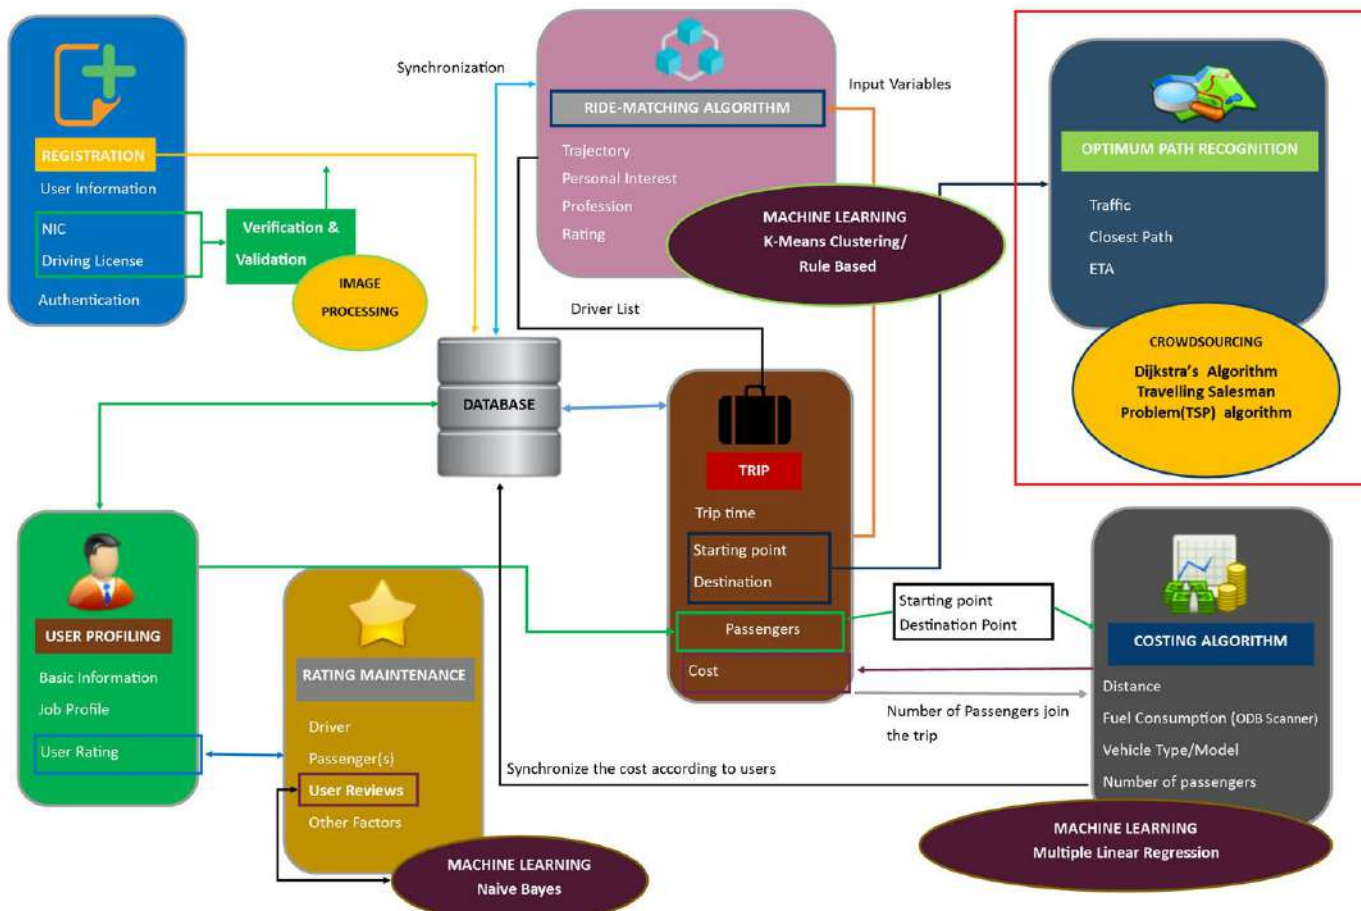 REGISTRATION
User Information
NIC
Driving License
Authentication
Verification &
Validation
IMAGE
PROCESSING
Synchronization
RIDE-MATCHING ALGORITHM
Trajectory
Personal Interest
Profession
Rating
Input Variables
MACHINE LEARNING
K-Means Clustering/
Rule Based
OPTIMUM PATH RECOGNITION
Traffic
Closest Path
ETA
CROWDSOURCING
Dijkstra's Algorithm
Travelling Salesman
Problem(TSP) algorithm
Driver List
DATABASE
TRIP
Trip time
Starting point
Destination
Passengers
Cost
Starting point
Destination Point
Number of Passengers join
the trip
COSTING ALGORITHM
Distance
Fuel Consumption (ODB Scanner)
Vehicle Type/Model
Number of passengers
MACHINE LEARNING
Multiple Linear Regression
Synchronize the cost according to users
USER PROFILING
Basic Information
Job Profile
User Rating
RATING MAINTENANCE
Driver
Passenger(s)
User Reviews
Other Factors
MACHINE LEARNING
Naive Bayes